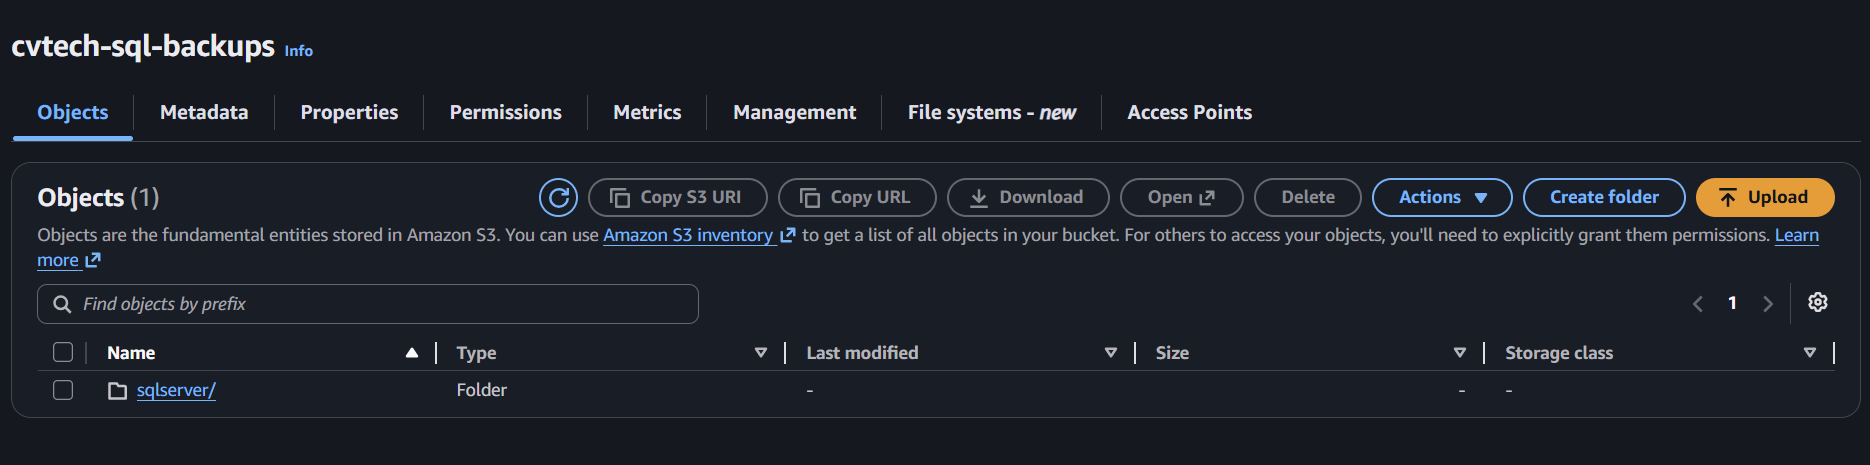 cvtech-sql-backups Info
Objects Metadata Properties Permissions Metrics Management File systems - new Access Points
Objects (1) Copy S3 URI Copy URL Download Open Delete Actions Create folder Upload
Objects are the fundamental entities stored in Amazon S3. You can use Amazon S3 inventory to get a list of all objects in your bucket. For others to access your objects, you'll need to explicitly grant them permissions. Learn
more
Find objects by prefix 1
Name Type Last modified Size Storage class
sqlserver/ Folder - - -